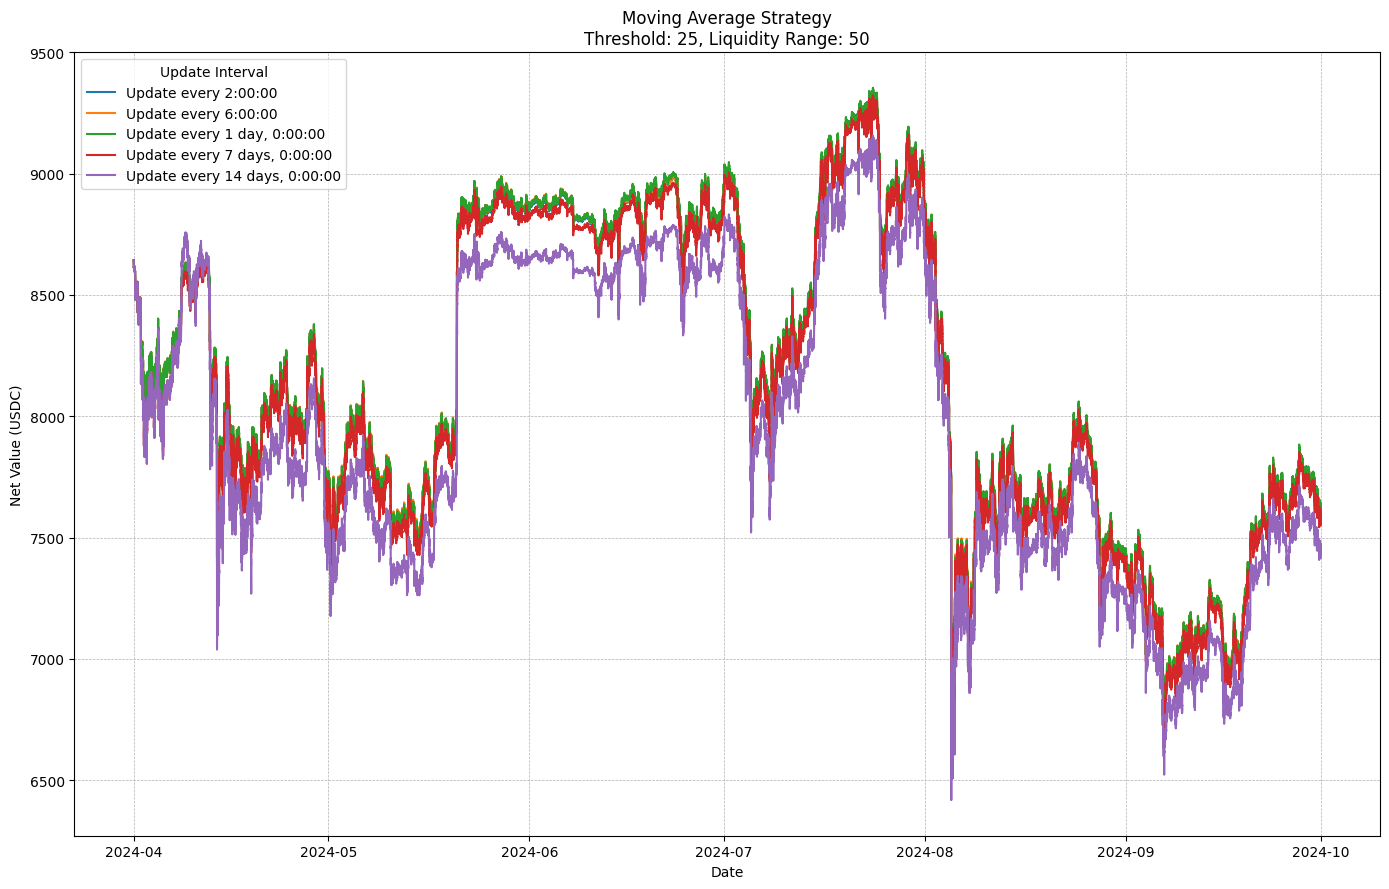 Moving Average Strategy
Threshold: 25, Liquidity Range: 50
9500
9000
8500
8000
7500
7000
6500
Net Value (USDC)
Update Interval
Update every 2:00:00
Update every 6:00:00
Update every 1 day, 0:00:00
Update every 7 days, 0:00:00
Update every 14 days, 0:00:00
2024-04
2024-05
2024-06
2024-07
2024-08
2024-09
2024-10
Date